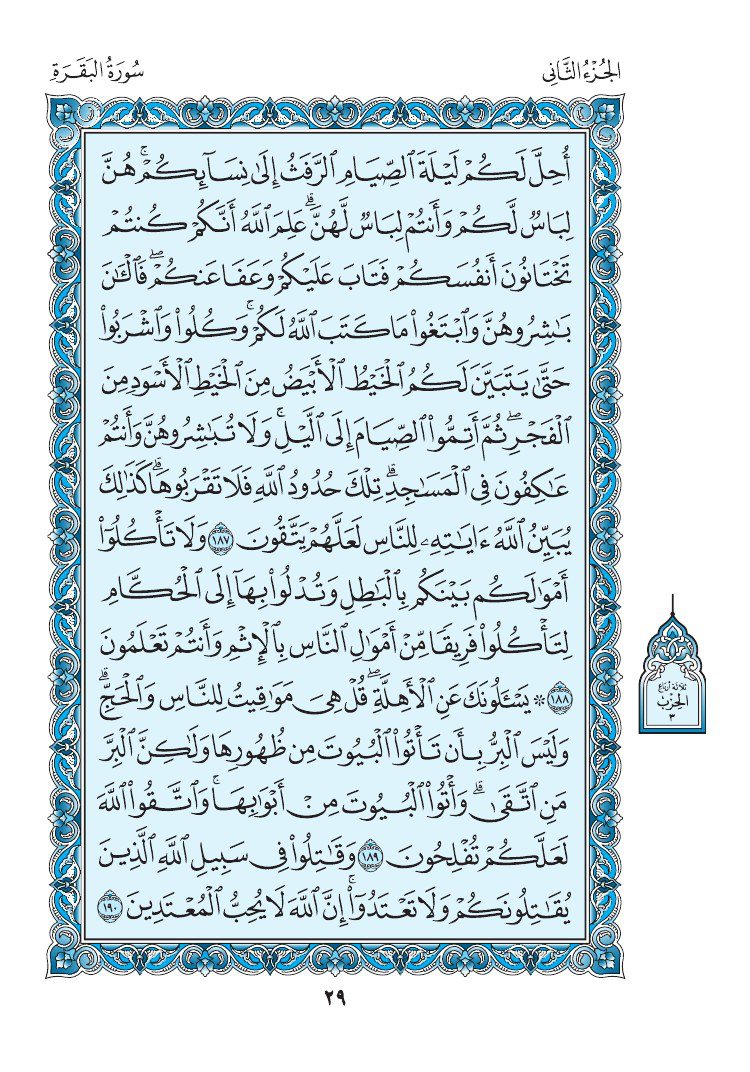 الجُزْءُ الثَّانِي
سُورَةُ البَقَرَةِ
أُحِلَّ لَكُمۡ لَيۡلَةَ ٱلصِّيَامِ ٱلرَّفَثُ إِلَىٰ نِسَآئِكُمۡۚ هُنَّ
لِبَاسٞ لَّكُمۡ وَأَنتُمۡ لِبَاسٞ لَّهُنَّۗ عَلِمَ ٱللَّهُ أَنَّكُمۡ كُنتُمۡ
تَخۡتَانُونَ أَنفُسَكُمۡ فَتَابَ عَلَيۡكُمۡ وَعَفَا عَنكُمۡۖ فَٱلۡـَٰٔنَ
بَٰشِرُوهُنَّ وَٱبۡتَغُواْ مَا كَتَبَ ٱللَّهُ لَكُمۡۚ وَكُلُواْ وَٱشۡرَبُواْ
حَتَّىٰ يَتَبَيَّنَ لَكُمُ ٱلۡخَيۡطُ ٱلۡأَبۡيَضُ مِنَ ٱلۡخَيۡطِ ٱلۡأَسۡوَدِ مِنَ
ٱلۡفَجۡرِۖ ثُمَّ أَتِمُّواْ ٱلصِّيَامَ إِلَى ٱلَّيۡلِۚ وَلَا تُبَٰشِرُوهُنَّ وَأَنتُمۡ
عَٰكِفُونَ فِي ٱلۡمَسَٰجِدِۗ تِلۡكَ حُدُودُ ٱللَّهِ فَلَا تَقۡرَبُوهَاۗ كَذَٰلِكَ
يُبَيِّنُ ٱللَّهُ ءَايَٰتِهِۦ لِلنَّاسِ لَعَلَّهُمۡ يَتَّقُونَ ١٨٧ وَلَا تَأۡكُلُوٓاْ
أَمۡوَٰلَكُم بَيۡنَكُم بِٱلۡبَٰطِلِ وَتُدۡلُواْ بِهَآ إِلَى ٱلۡحُكَّامِ
لِتَأۡكُلُواْ فَرِيقٗا مِّنۡ أَمۡوَٰلِ ٱلنَّاسِ بِٱلۡإِثۡمِ وَأَنتُمۡ تَعۡلَمُونَ
١٨٨ ۞ يَسۡـَٔلُونَكَ عَنِ ٱلۡأَهِلَّةِۖ قُلۡ هِيَ مَوَٰقِيتُ لِلنَّاسِ وَٱلۡحَجِّۗ
وَلَيۡسَ ٱلۡبِرُّ بِأَن تَأۡتُواْ ٱلۡبُيُوتَ مِن ظُهُورِهَا وَلَٰكِنَّ ٱلۡبِرَّ
مَنِ ٱتَّقَىٰۗ وَأۡتُواْ ٱلۡبُيُوتَ مِنۡ أَبۡوَٰبِهَاۚ وَٱتَّقُواْ ٱللَّهَ
لَعَلَّكُمۡ تُفۡلِحُونَ ١٨٩ وَقَٰتِلُواْ فِي سَبِيلِ ٱللَّهِ ٱلَّذِينَ
يُقَٰتِلُونَكُمۡ وَلَا تَعۡتَدُوٓاْۚ إِنَّ ٱللَّهَ لَا يُحِبُّ ٱلۡمُعۡتَدِينَ ١٩٠
ثلاثة أرباع
الحِزْب
٣
٢٩